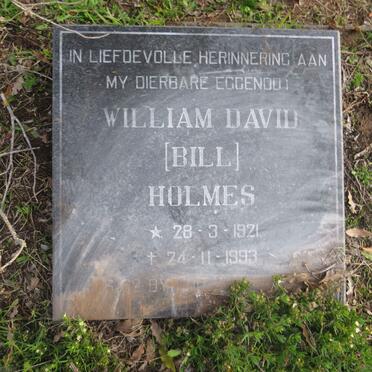 IN LIEFDEVOLLE HERINNERING AAN
MY DIERBARE EGGENOOT
WILLIAM DAVID
[BILL]
HOLMES
★ 28-3-1921
† 24-11-1993